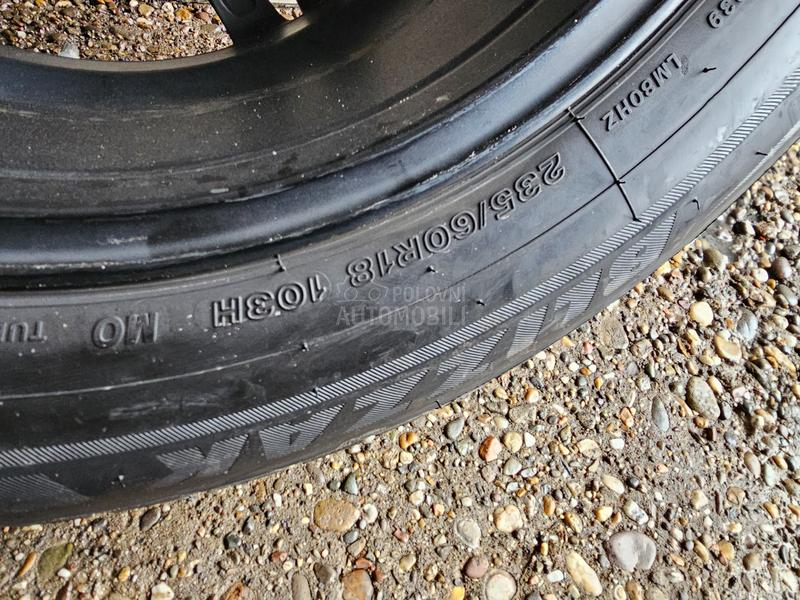 LM80HZ
235/60R18 103H MO
BLIZZAK
POLOVNI
AUTOMOBILI